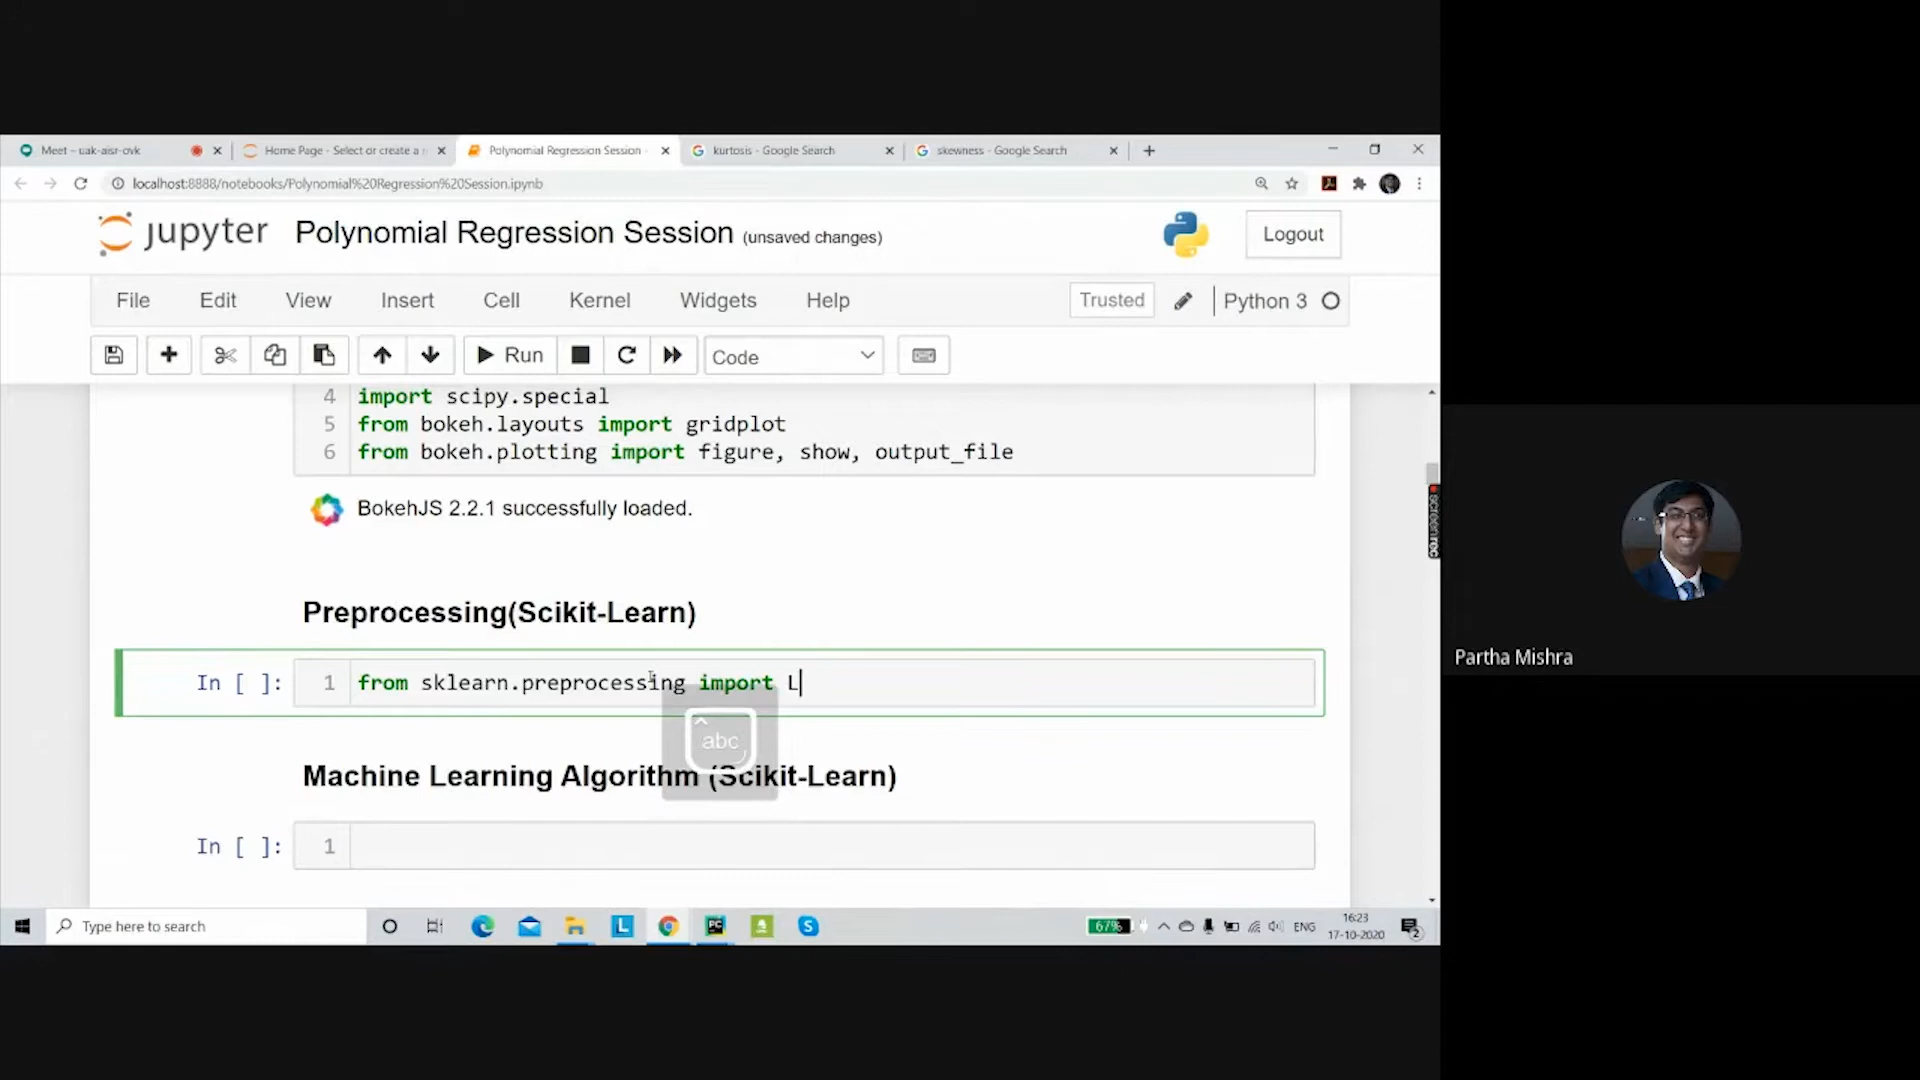 Meet – uak-aisr-ovk
Home Page - Select or create a
Polynomial Regression Session -
kurtosis - Google Search
skewness - Google Search
localhost:8888/notebooks/Polynomial%20Regression%20Session.ipynb
jupyter
Polynomial Regression Session (unsaved changes)
Logout
File
Edit
View
Insert
Cell
Kernel
Widgets
Help
Trusted
Python 3
Run
Code
4 import scipy.special
5 from bokeh.layouts import gridplot
6 from bokeh.plotting import figure, show, output_file
BokehJS 2.2.1 successfully loaded.
Preprocessing(Scikit-Learn)
In [ ]: 1 from sklearn.preprocessing import L
abc
Machine Learning Algorithm (Scikit-Learn)
In [ ]: 1
screenrec
Partha Mishra
Type here to search
L
PC
S
67%
ENG
16:23
17-10-2020
2